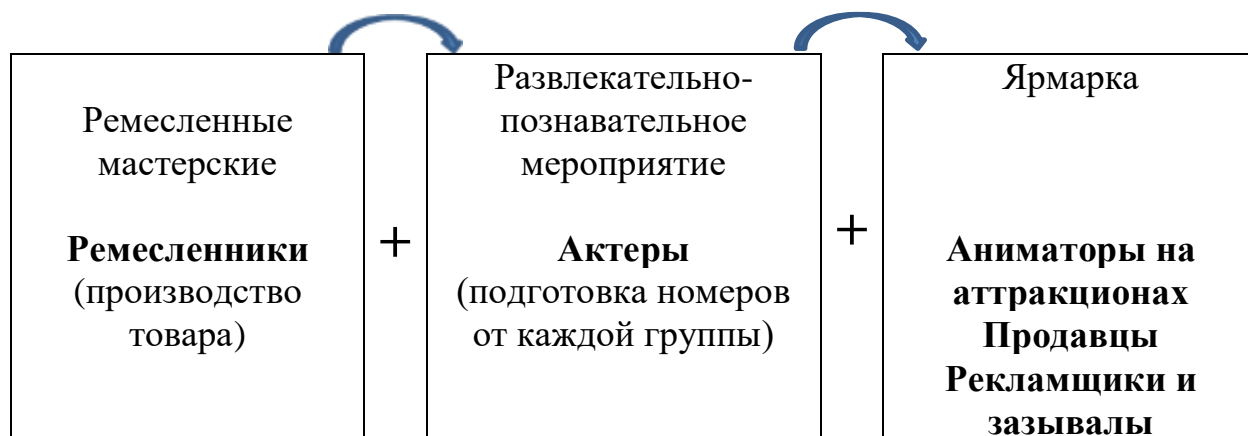 Ремесленные
мастерские
Ремесленники
(производство
товара)
+
Развлекательно-
познавательное
мероприятие
Актеры
(подготовка номеров
от каждой группы)
+
Ярмарка
Аниматоры на
аттракционах
Продавцы
Рекламщики и
зазывалы